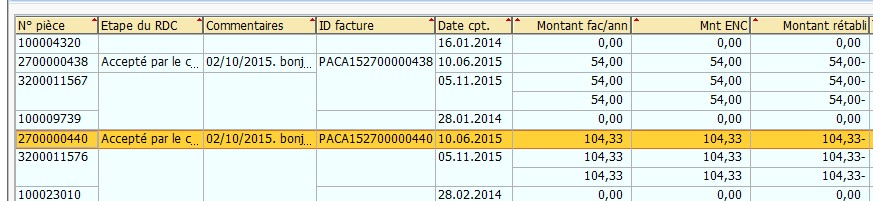 N° pièce Etape du RDC Commentaires ID facture Date cpt. Montant fac/ann Mnt ENC Montant rétabli
100004320 16.01.2014 0,00 0,00 0,00
2700000438 Accepté par le c... 02/10/2015. bonj... PACA152700000438 10.06.2015 54,00 54,00 54,00-
3200011567 05.11.2015 54,00 54,00 54,00-
54,00 54,00 54,00-
100009739 28.01.2014 0,00 0,00 0,00
2700000440 Accepté par le c... 02/10/2015. bonj... PACA152700000440 10.06.2015 104,33 104,33 104,33-
3200011576 05.11.2015 104,33 104,33 104,33-
104,33 104,33 104,33-
100023010 28.02.2014 0,00 0,00 0,00